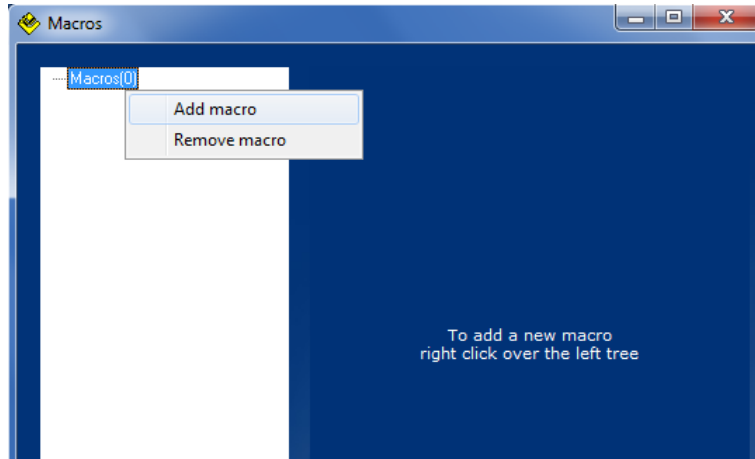 Macros
Macros(0)
Add macro
Remove macro
To add a new macro
right click over the left tree